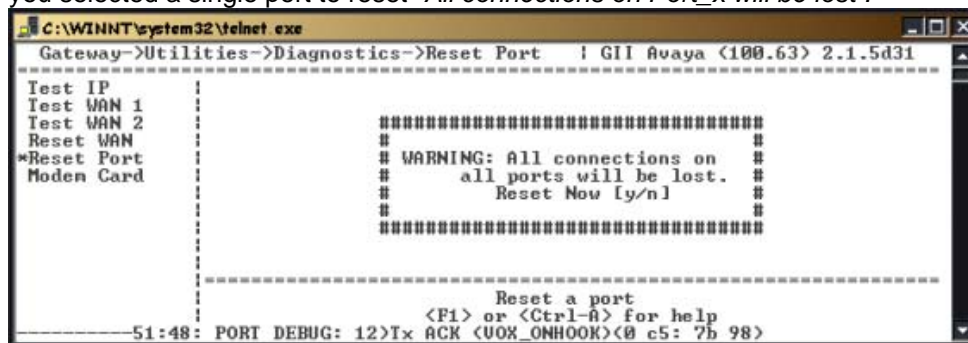 you selected a single port to reset "All connections on Port_x will be lost".
C:\WINNT\system32\telnet.exe
Gateway->Utilities->Diagnostics->Reset Port | GII Avaya <100.63> 2.1.5d31
Test IP
Test WAN 1
Test WAN 2
Reset WAN
*Reset Port
Modem Card
WARNING: All connections on
all ports will be lost.
Reset Now [y/n]
Reset a port
<F1> or <Ctrl-A> for help
----------51:48: PORT DEBUG: 12>Tx ACK <VOX_ONHOOK><0 c5: 7b 98>